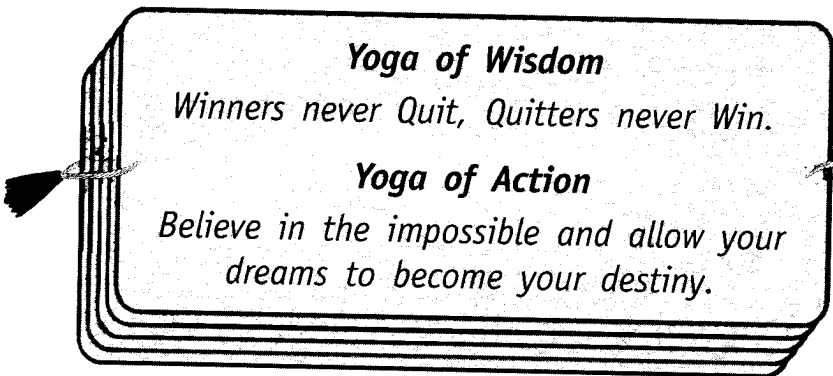 Yoga of Wisdom
Winners never Quit, Quitters never Win.
Yoga of Action
Believe in the impossible and allow your
dreams to become your destiny.